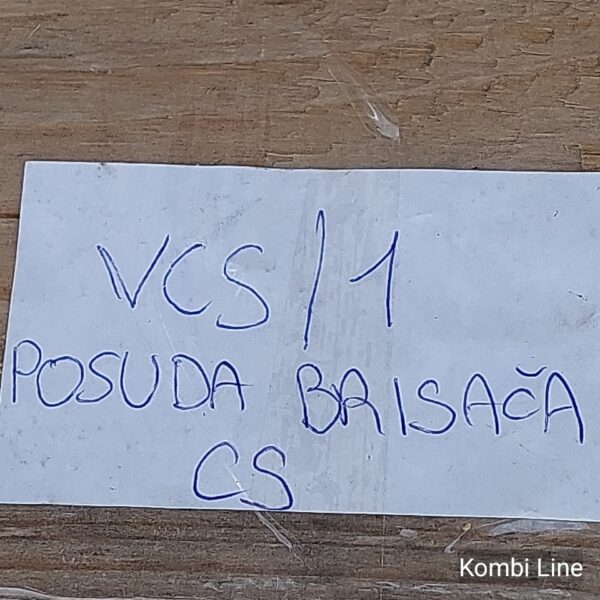 VCS/1
POSUDA BRISAČA
CS
Kombi Line